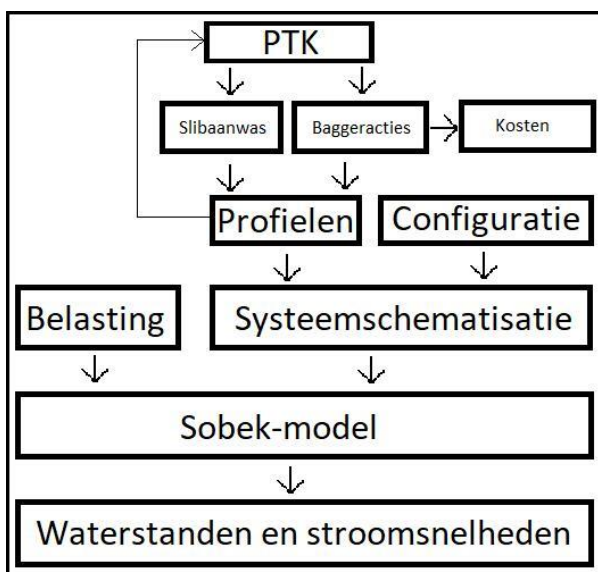 PTK
Slibaanwas
Baggeracties
Kosten
Profielen
Configuratie
Belasting
Systeemschematisatie
Sobek-model
Waterstanden en stroomsnelheden